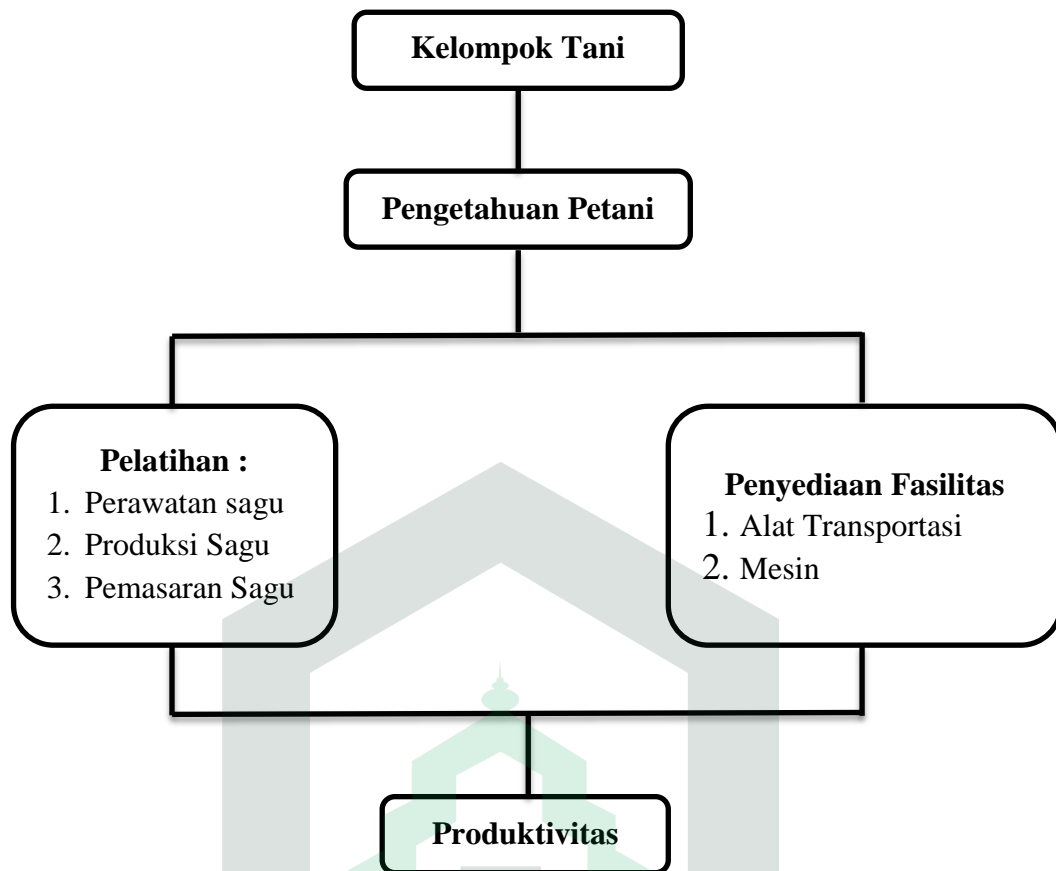 Kelompok Tani
Pengetahuan Petani
Pelatihan :
1. Perawatan sagu
2. Produksi Sagu
3. Pemasaran Sagu
Penyediaan Fasilitas
1. Alat Transportasi
2. Mesin
Produktivitas